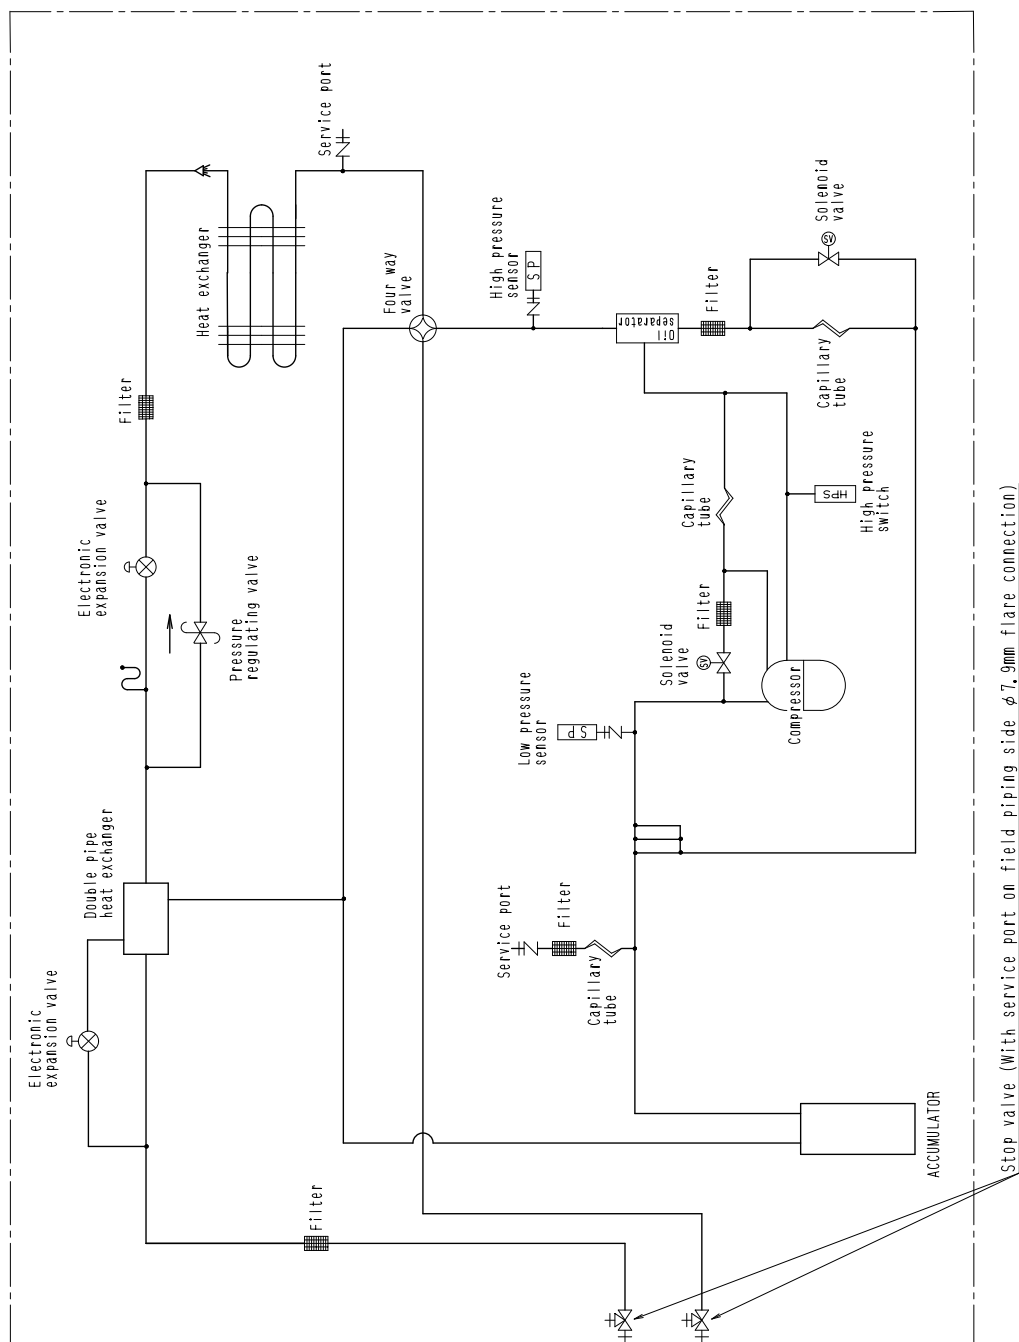 Service port
Heat exchanger
Four way
valve
High pressure
sensor
SP
Solenoid
valve
SV
Oil
separator
Filter
Capillary
tube
Filter
Electronic
expansion valve
Pressure
regulating valve
Capillary
tube
HPS
High pressure
switch
Filter
Solenoid
valve
SV
Compressor
Low pressure
sensor
SP
Double pipe
heat exchanger
Service port
Filter
Capillary
tube
Electronic
expansion valve
ACCUMULATOR
Filter
Stop valve (With service port on field piping side φ7.9mm flare connection)